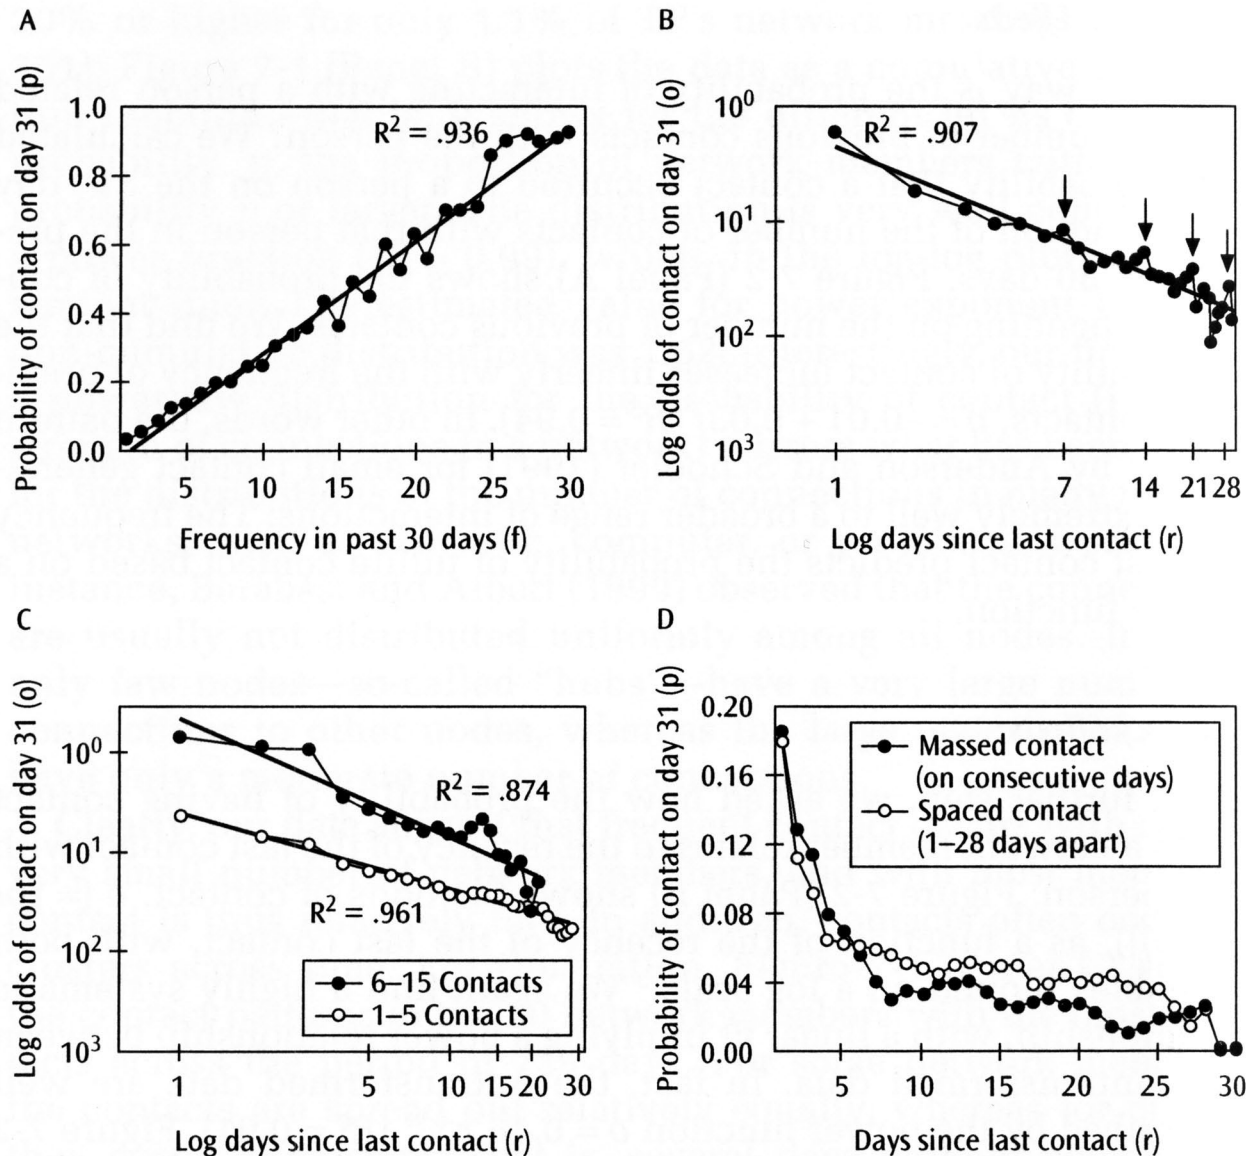 A
Probability of contact on day 31 (p)
1.0
0.8
0.6
0.4
0.2
0.0
R² = .936
5 10 15 20 25 30
Frequency in past 30 days (f)
B
Log odds of contact on day 31 (o)
10⁰
10¹
10²
10³
R² = .907
1 7 14 21 28
Log days since last contact (r)
C
Log odds of contact on day 31 (o)
10⁰
10¹
10²
10³
R² = .874
R² = .961
6–15 Contacts
1–5 Contacts
1 5 10 15 20 30
Log days since last contact (r)
D
Probability of contact on day 31 (p)
0.20
0.16
0.12
0.08
0.04
0.00
Massed contact
(on consecutive days)
Spaced contact
(1–28 days apart)
5 10 15 20 25 30
Days since last contact (r)